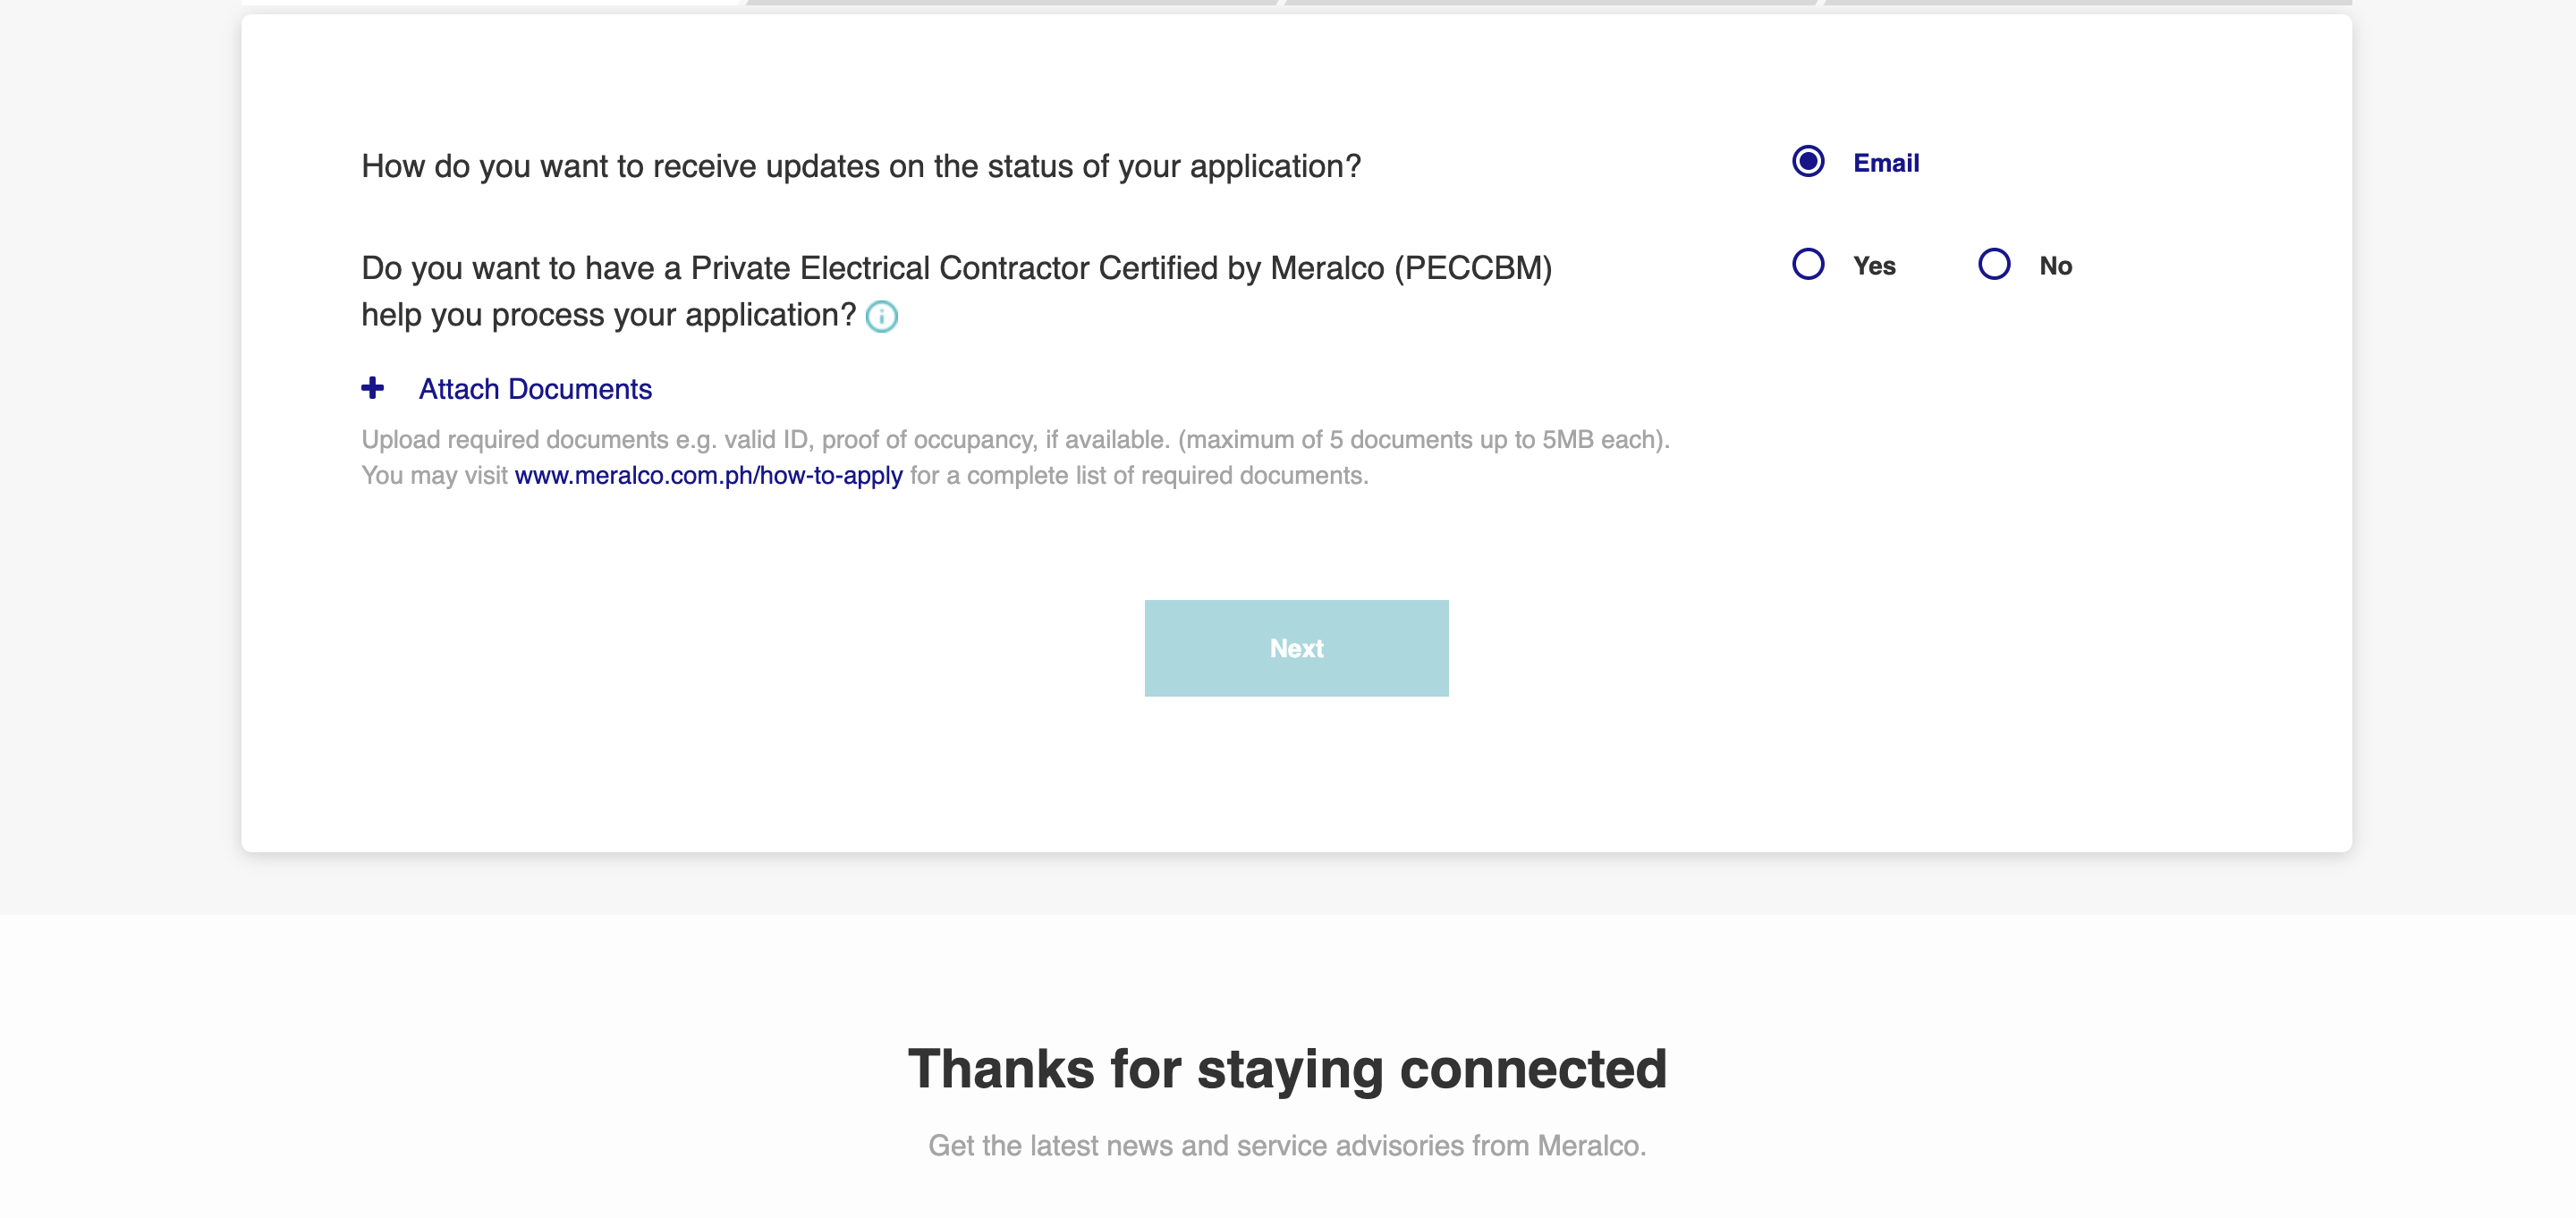 How do you want to receive updates on the status of your application?
Email
Do you want to have a Private Electrical Contractor Certified by Meralco (PECCBM)
help you process your application?
Yes
No
Attach Documents
Upload required documents e.g. valid ID, proof of occupancy, if available. (maximum of 5 documents up to 5MB each).
You may visit www.meralco.com.ph/how-to-apply for a complete list of required documents.
Next
Thanks for staying connected
Get the latest news and service advisories from Meralco.